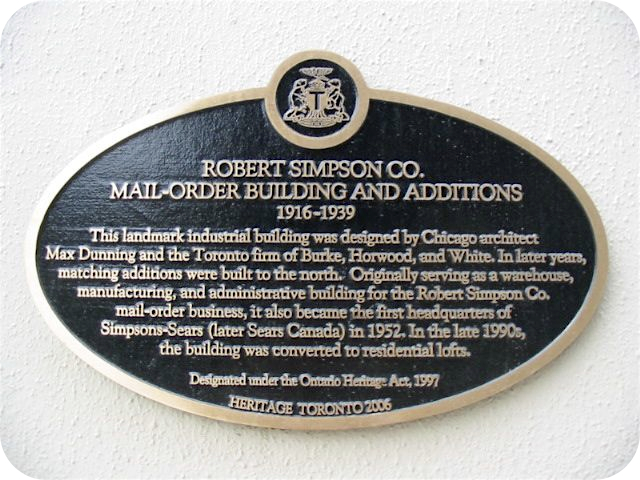 T
ROBERT SIMPSON CO.
MAIL-ORDER BUILDING AND ADDITIONS
1916-1939
This landmark industrial building was designed by Chicago architect
Max Dunning and the Toronto firm of Burke, Horwood, and White. In later years,
matching additions were built to the north. Originally serving as a warehouse,
manufacturing, and administrative building for the Robert Simpson Co.
mail-order business, it also became the first headquarters of
Simpsons-Sears (later Sears Canada) in 1952. In the late 1990s,
the building was converted to residential lofts.
Designated under the Ontario Heritage Act, 1997
HERITAGE TORONTO 2006